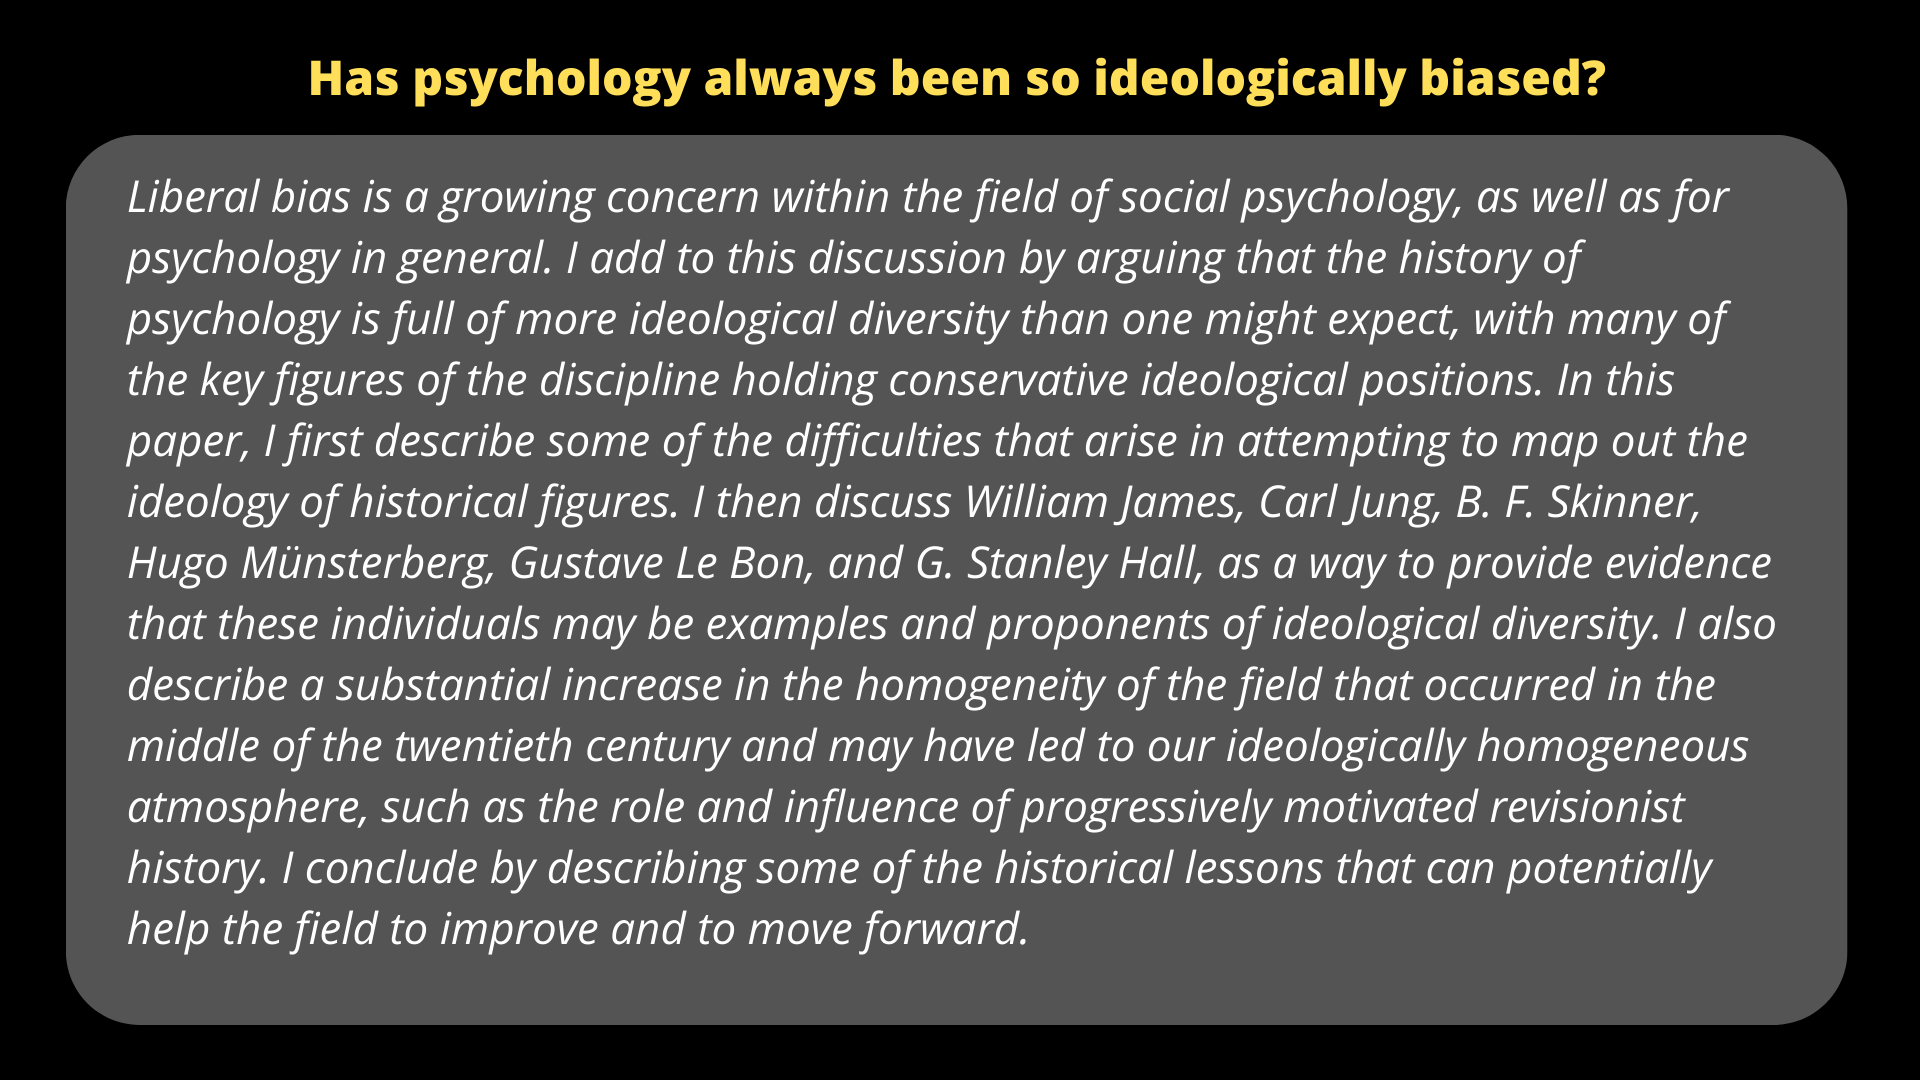 Has psychology always been so ideologically biased?
Liberal bias is a growing concern within the field of social psychology, as well as for
psychology in general. I add to this discussion by arguing that the history of
psychology is full of more ideological diversity than one might expect, with many of
the key figures of the discipline holding conservative ideological positions. In this
paper, I first describe some of the difficulties that arise in attempting to map out the
ideology of historical figures. I then discuss William James, Carl Jung, B. F. Skinner,
Hugo Münsterberg, Gustave Le Bon, and G. Stanley Hall, as a way to provide evidence
that these individuals may be examples and proponents of ideological diversity. I also
describe a substantial increase in the homogeneity of the field that occurred in the
middle of the twentieth century and may have led to our ideologically homogeneous
atmosphere, such as the role and influence of progressively motivated revisionist
history. I conclude by describing some of the historical lessons that can potentially
help the field to improve and to move forward.